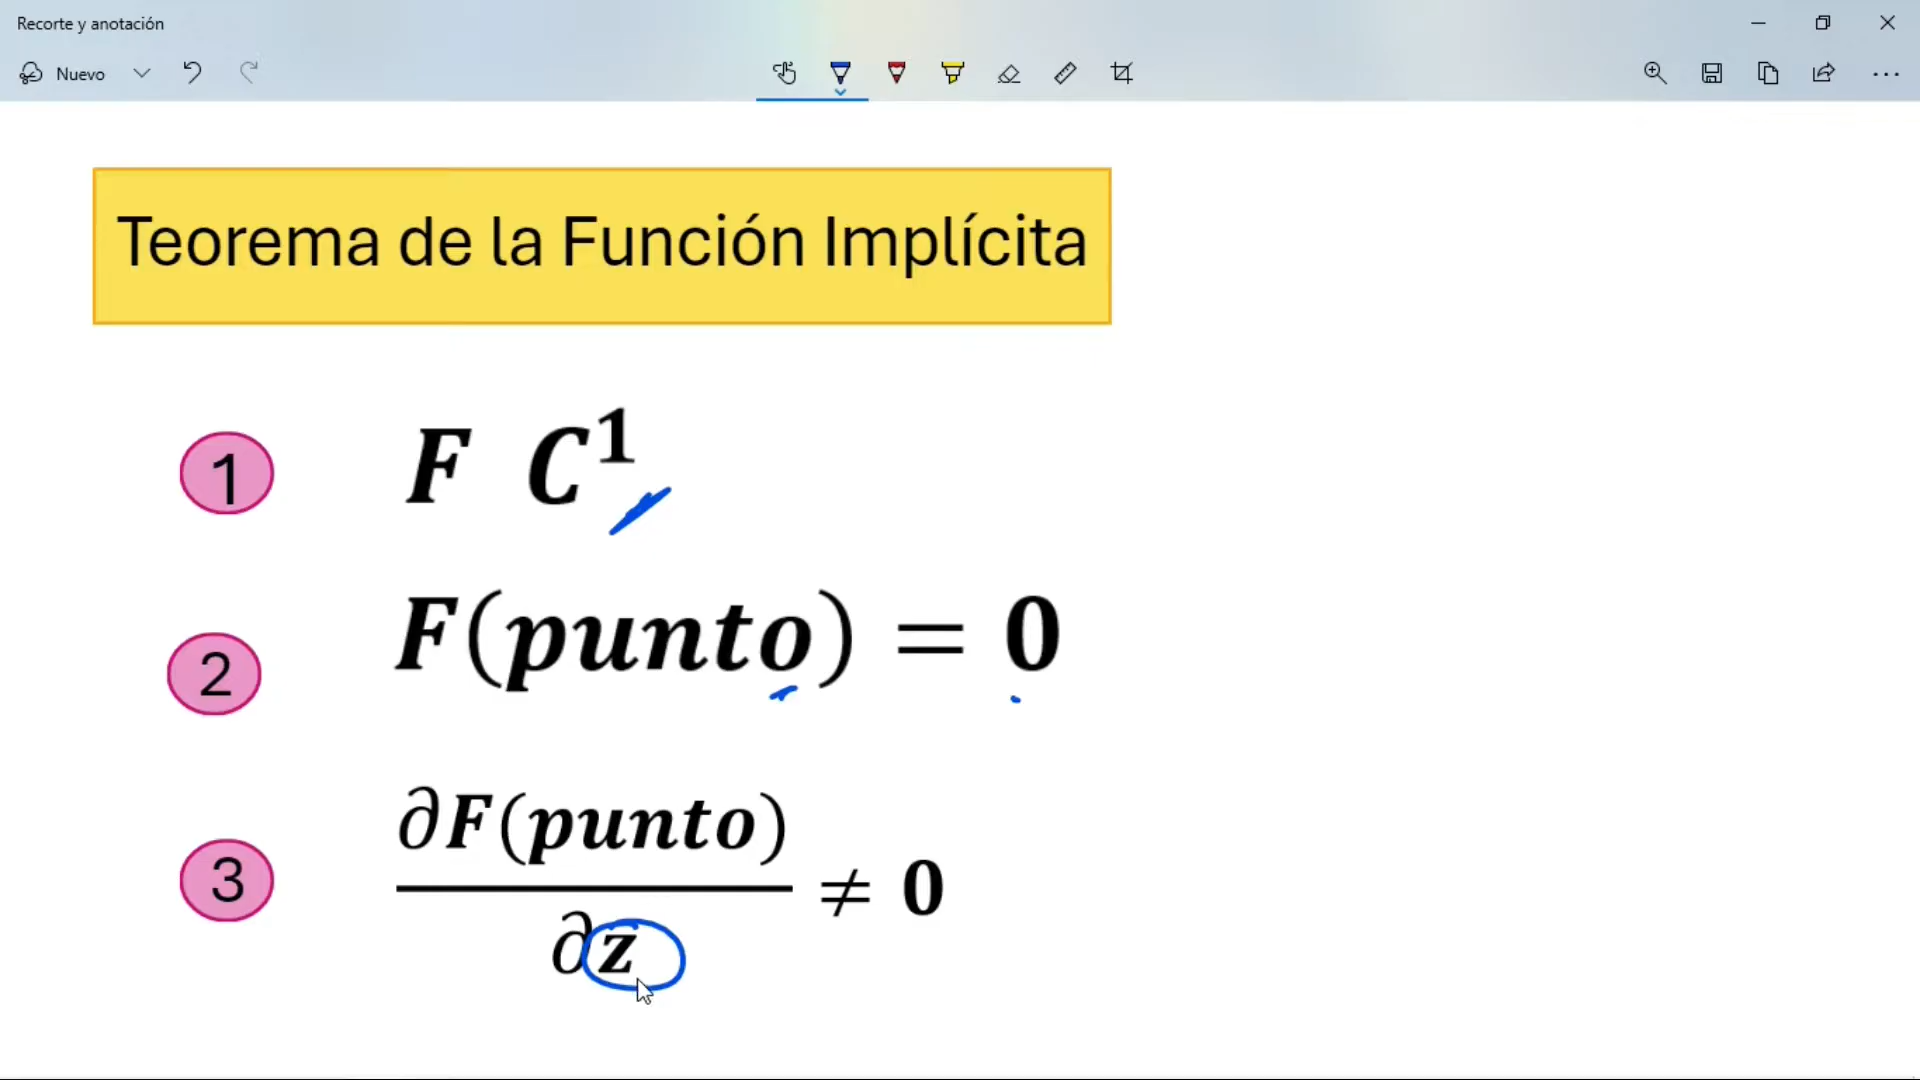 Recorte y anotación
Nuevo
Teorema de la Función Implícita
1 F C¹
2 F(punto) = 0
3 ∂F(punto)/∂z ≠ 0